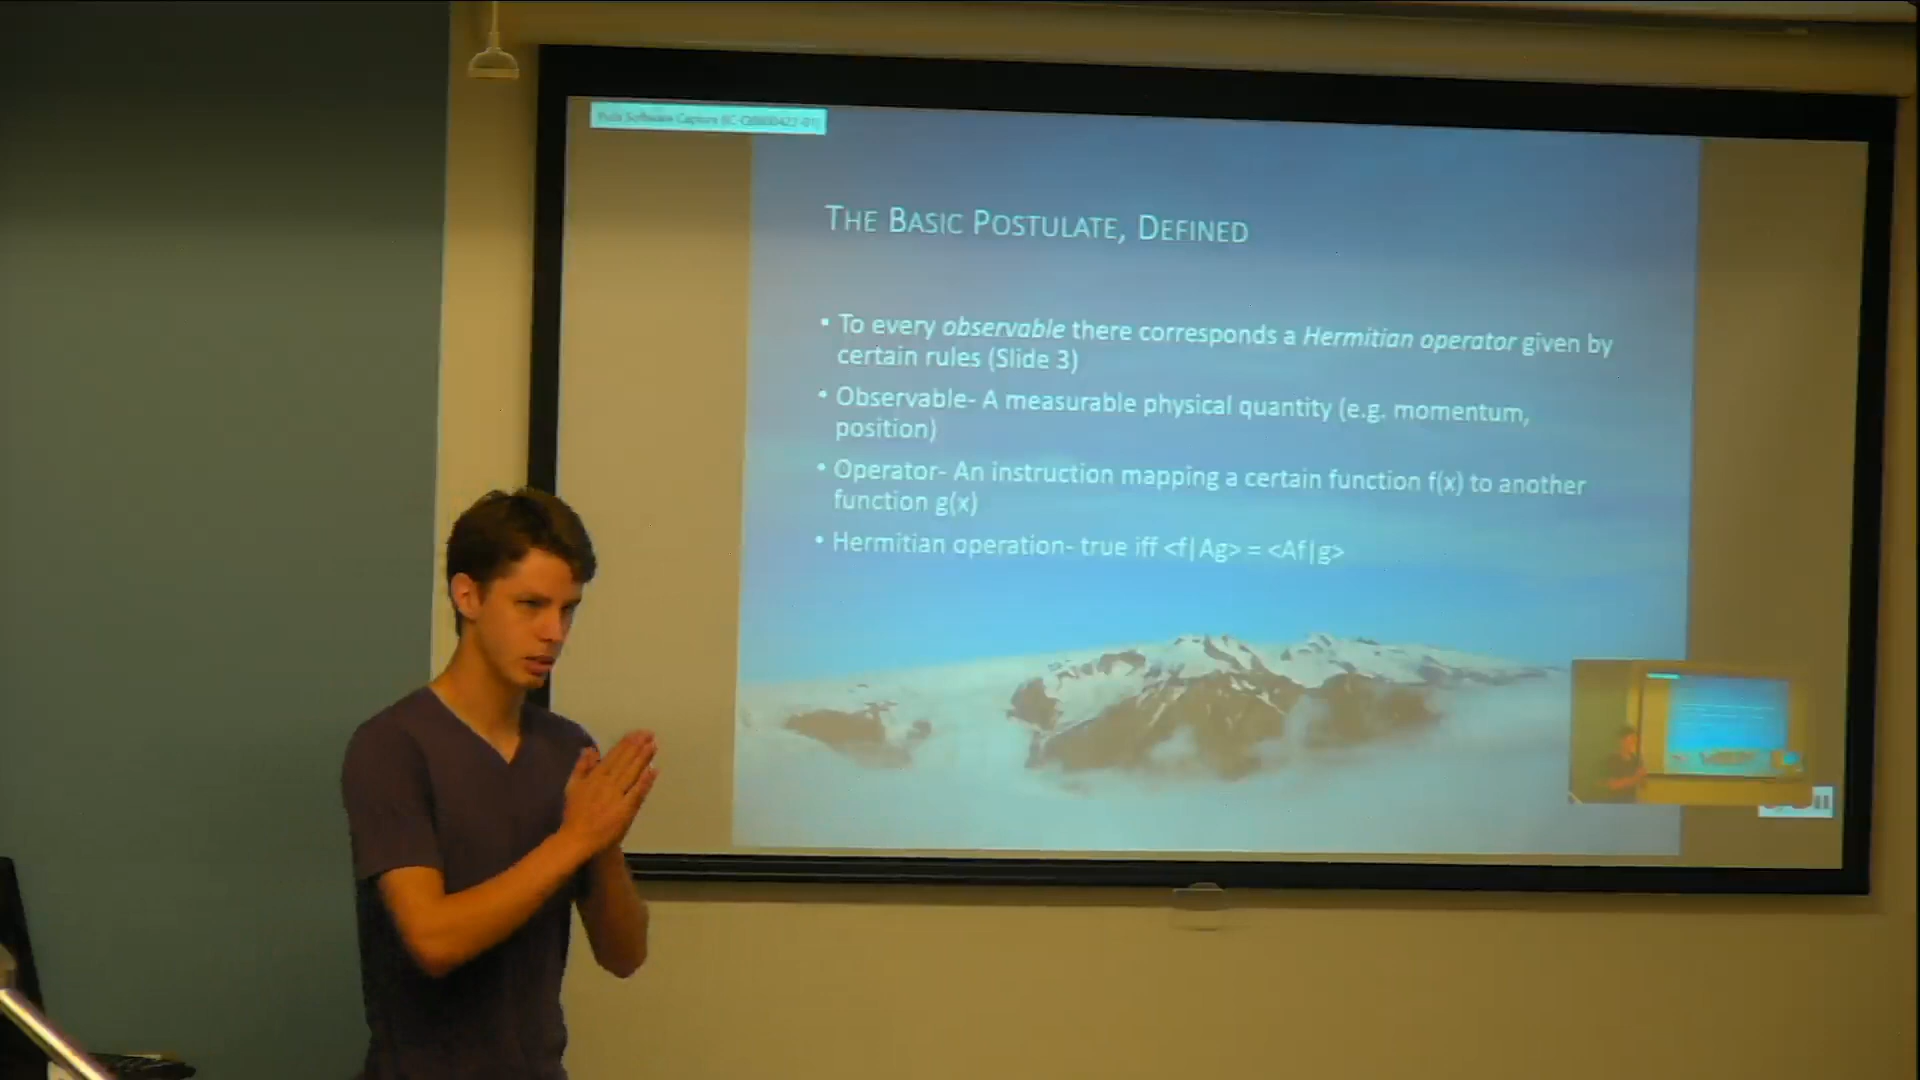 THE BASIC POSTULATE, DEFINED
• To every observable there corresponds a Hermitian operator given by
certain rules (Slide 3)
• Observable- A measurable physical quantity (e.g. momentum,
position)
• Operator- An instruction mapping a certain function f(x) to another
function g(x)
• Hermitian operation- true iff <f|Ag> = <Af|g>